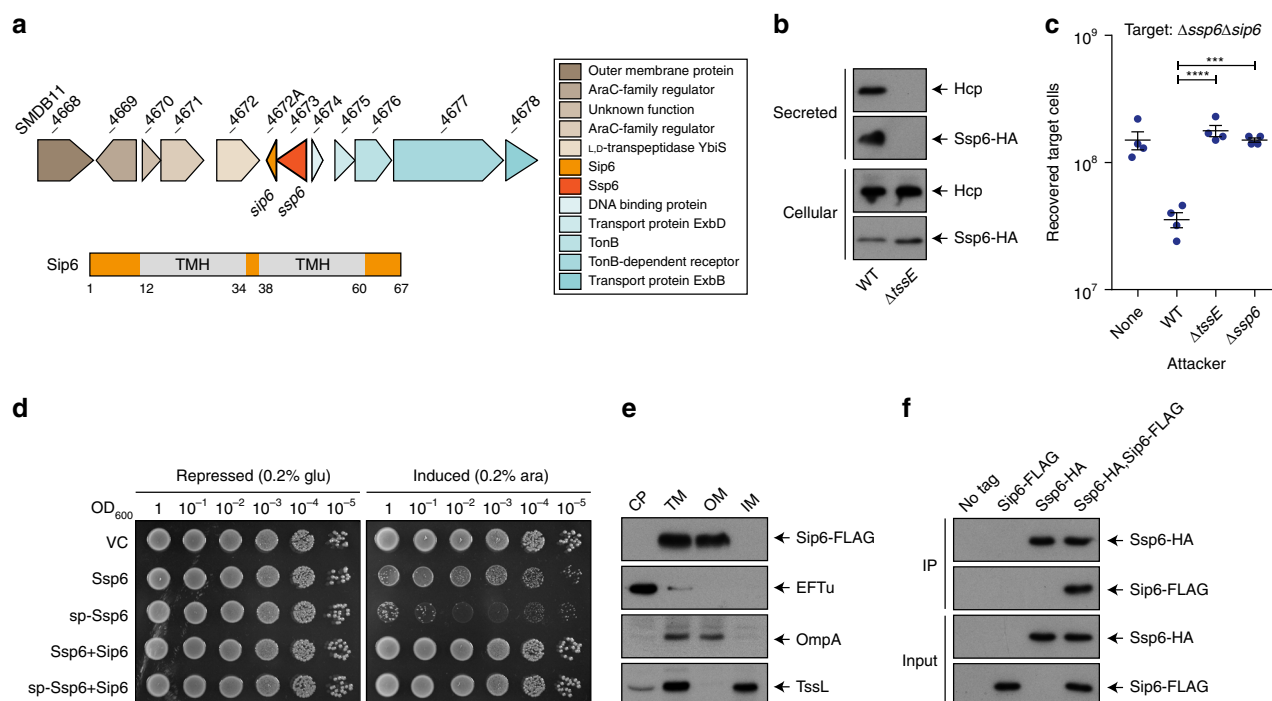 a
SMDB11
_4668
_4669
_4670
_4671
_4672
_4672A
_4673
_4674
_4675
_4676
_4677
_4678
sip6
ssp6
Outer membrane protein
AraC-family regulator
Unknown function
AraC-family regulator
L,D-transpeptidase YbiS
Sip6
Ssp6
DNA binding protein
Transport protein ExbD
TonB
TonB-dependent receptor
Transport protein ExbB
Sip6
TMH
TMH
1
12
34
38
60
67
b
Secreted
Hcp
Ssp6-HA
Cellular
Hcp
Ssp6-HA
WT
ΔtssE
c
Target: Δssp6Δsip6
***
****
Recovered target cells
10⁹
10⁸
10⁷
None
WT
ΔtssE
Δssp6
Attacker
d
Repressed (0.2% glu)
Induced (0.2% ara)
OD₆₀₀ 1 10⁻¹ 10⁻² 10⁻³ 10⁻⁴ 10⁻⁵ 1 10⁻¹ 10⁻² 10⁻³ 10⁻⁴ 10⁻⁵
VC
Ssp6
sp-Ssp6
Ssp6+Sip6
sp-Ssp6+Sip6
e
CP TM OM IM
Sip6-FLAG
EFTu
OmpA
TssL
f
No tag
Sip6-FLAG
Ssp6-HA
Ssp6-HA,Sip6-FLAG
IP
Ssp6-HA
Sip6-FLAG
Input
Ssp6-HA
Sip6-FLAG